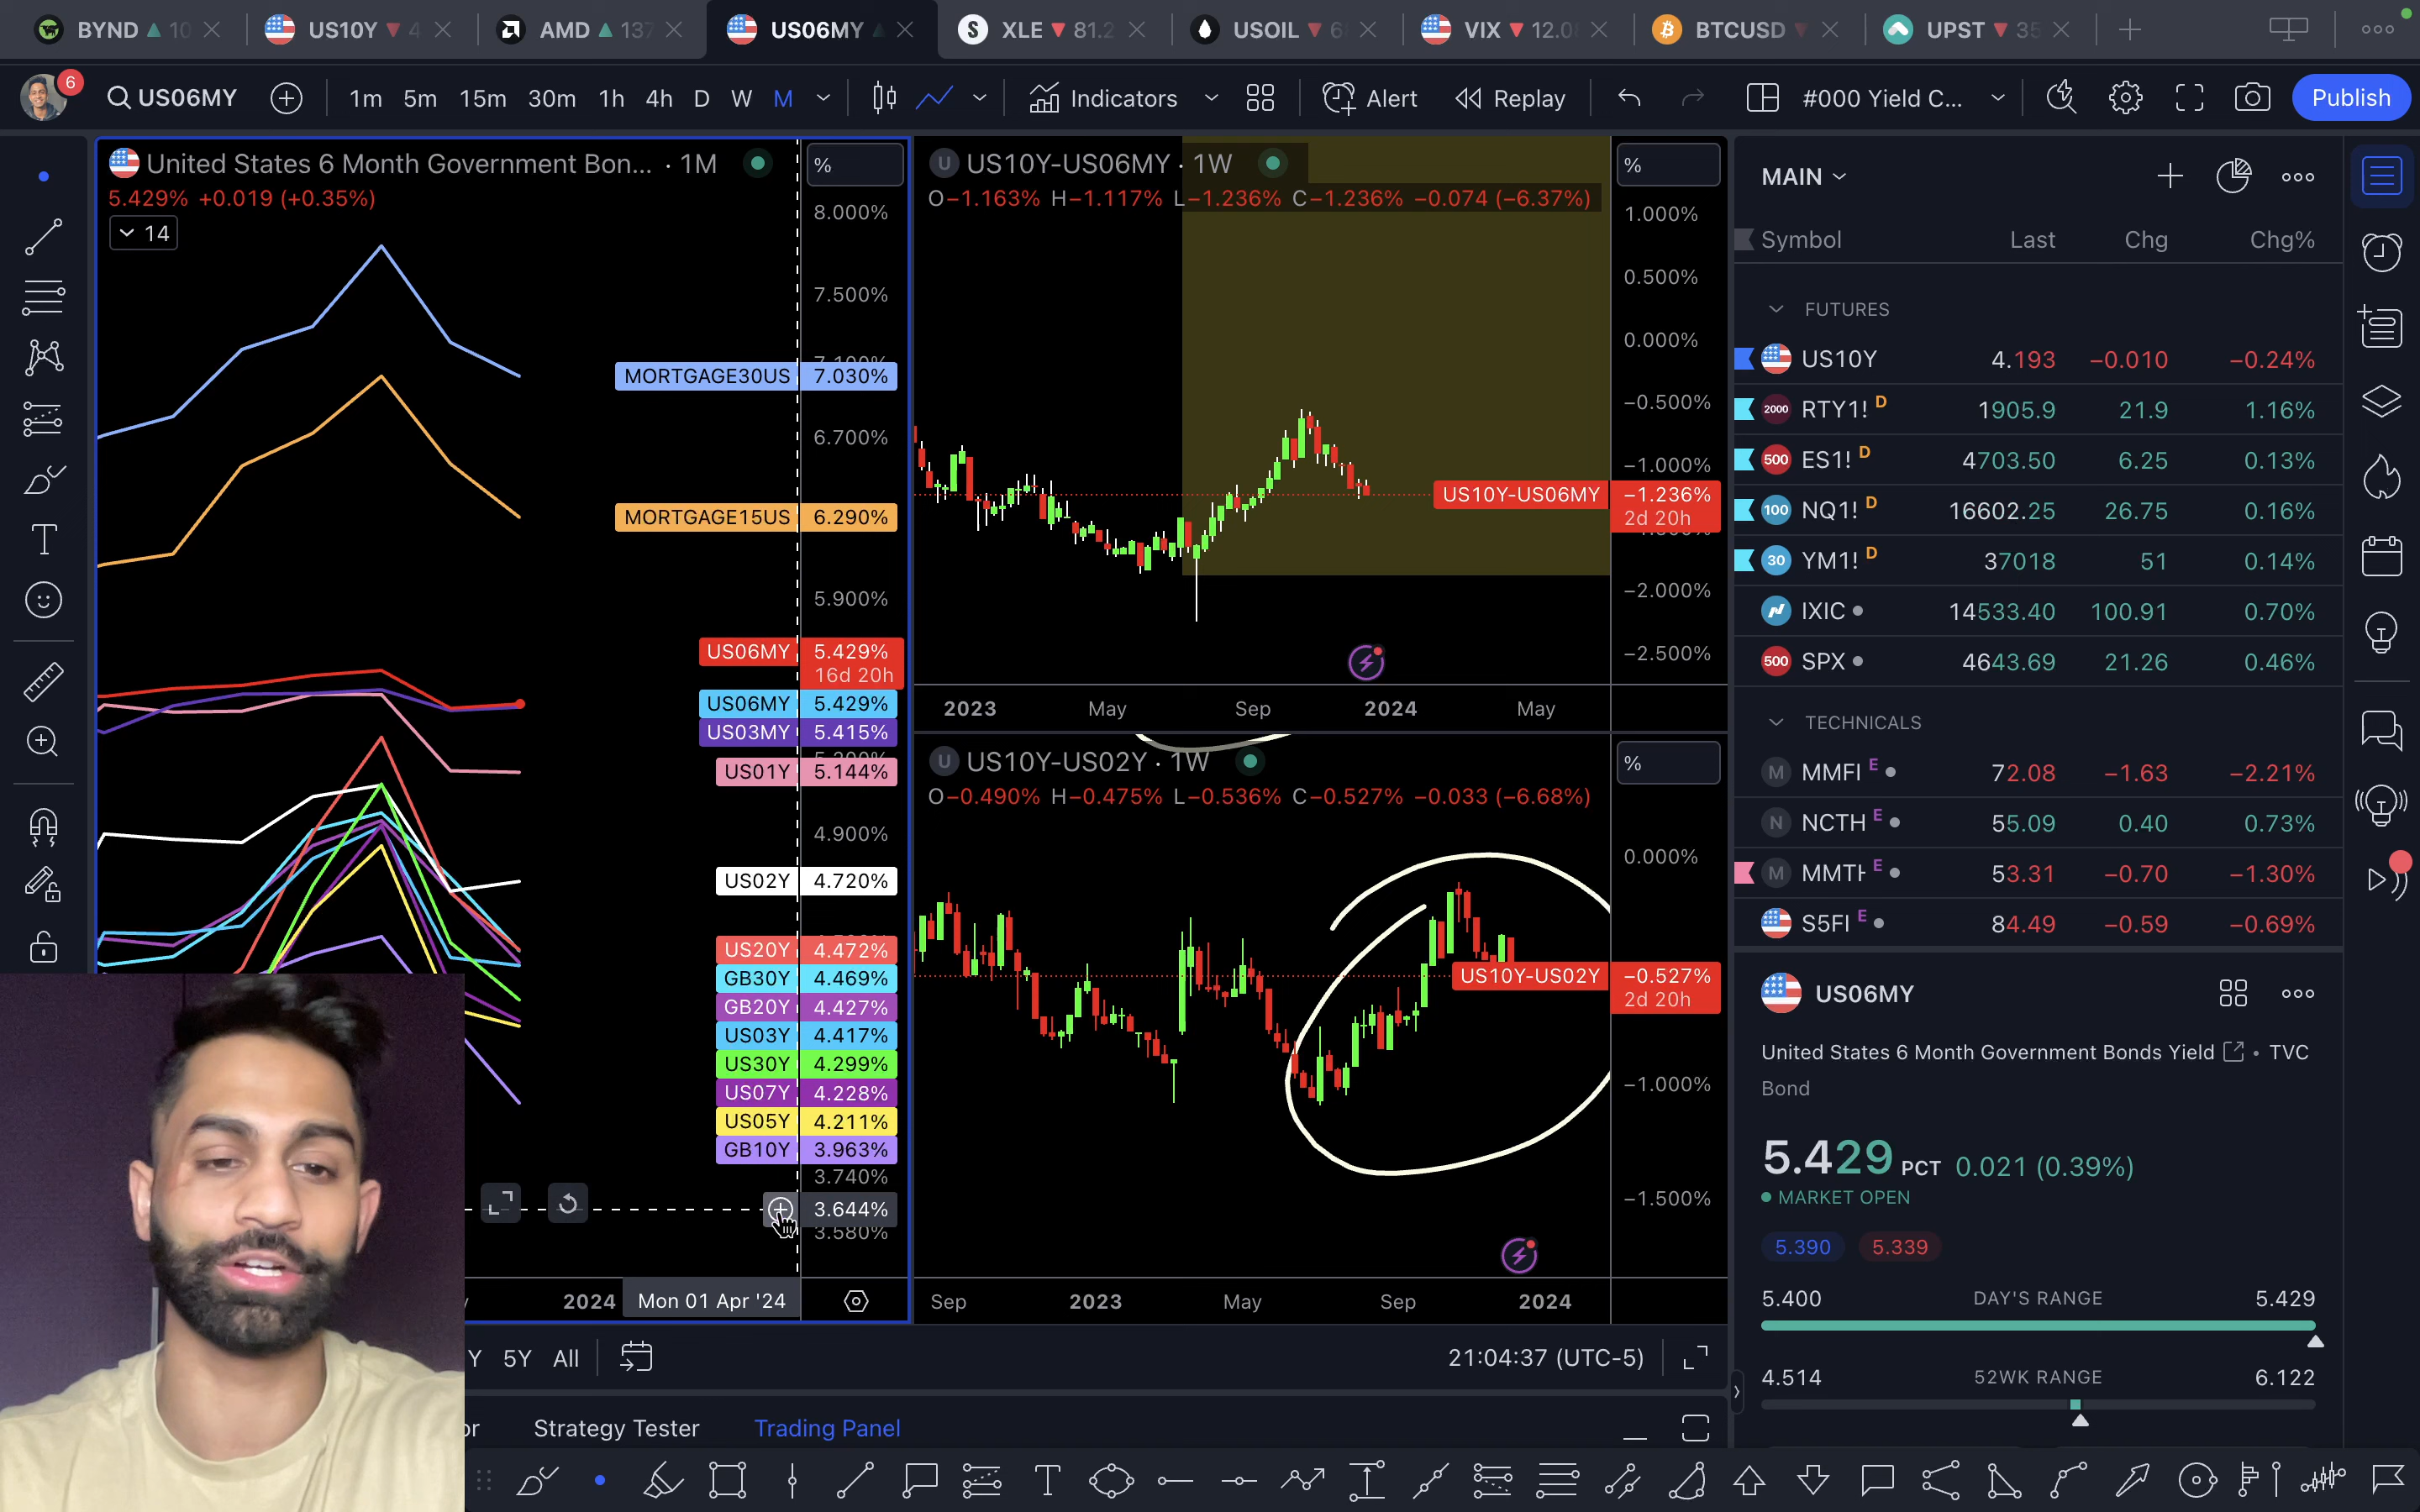 BYND 10
US10Y 4
AMD 137
US06MY
XLE 81.2
USOIL 6
VIX 12.0
BTCUSD
UPST 35
6
US06MY
1m 5m 15m 30m 1h 4h D W M
Indicators
Alert
Replay
#000 Yield C...
Publish
United States 6 Month Government Bon... · 1M
5.429% +0.019 (+0.35%)
14
%
8.000%
7.500%
MORTGAGE30US 7.030%
6.700%
MORTGAGE15US 6.290%
5.900%
US06MY 5.429%
16d 20h
US06MY 5.429%
US03MY 5.415%
US01Y 5.144%
4.900%
US02Y 4.720%
US20Y 4.472%
GB30Y 4.469%
GB20Y 4.427%
US03Y 4.417%
US30Y 4.299%
US07Y 4.228%
US05Y 4.211%
GB10Y 3.963%
3.740%
3.644%
3.580%
2024 Mon 01 Apr '24
U US10Y-US06MY · 1W
O−1.163% H−1.117% L−1.236% C−1.236% −0.074 (−6.37%)
%
1.000%
0.500%
0.000%
−0.500%
−1.000%
US10Y-US06MY −1.236%
2d 20h
−2.000%
−2.500%
2023 May Sep 2024 May
U US10Y-US02Y · 1W
O−0.490% H−0.475% L−0.536% C−0.527% −0.033 (−6.68%)
%
0.000%
US10Y-US02Y −0.527%
2d 20h
−1.000%
−1.500%
Sep 2023 May Sep 2024
Y 5Y All
21:04:37 (UTC-5)
or Strategy Tester Trading Panel
MAIN
Symbol Last Chg Chg%
FUTURES
US10Y 4.193 −0.010 −0.24%
2000 RTY1! D 1905.9 21.9 1.16%
500 ES1! D 4703.50 6.25 0.13%
100 NQ1! D 16602.25 26.75 0.16%
30 YM1! D 37018 51 0.14%
IXIC 14533.40 100.91 0.70%
500 SPX 4643.69 21.26 0.46%
TECHNICALS
M MMFI E 72.08 −1.63 −2.21%
N NCTH E 55.09 0.40 0.73%
M MMTH E 53.31 −0.70 −1.30%
S5FI E 84.49 −0.59 −0.69%
US06MY
United States 6 Month Government Bonds Yield • TVC
Bond
5.429 PCT 0.021 (0.39%)
MARKET OPEN
5.390 5.339
5.400 DAY'S RANGE 5.429
4.514 52WK RANGE 6.122